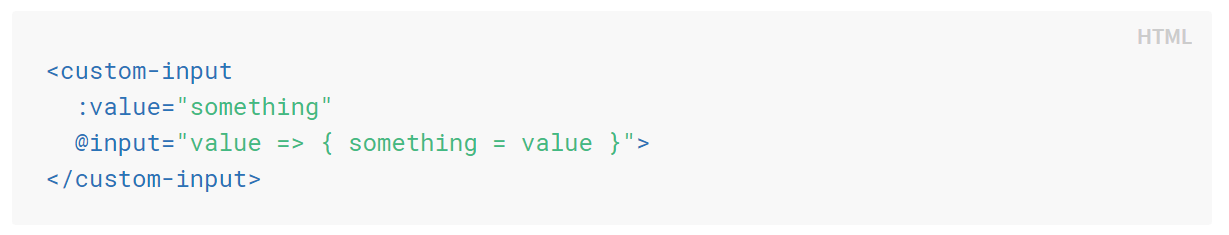 HTML
<custom-input
  :value="something"
  @input="value => { something = value }">
</custom-input>